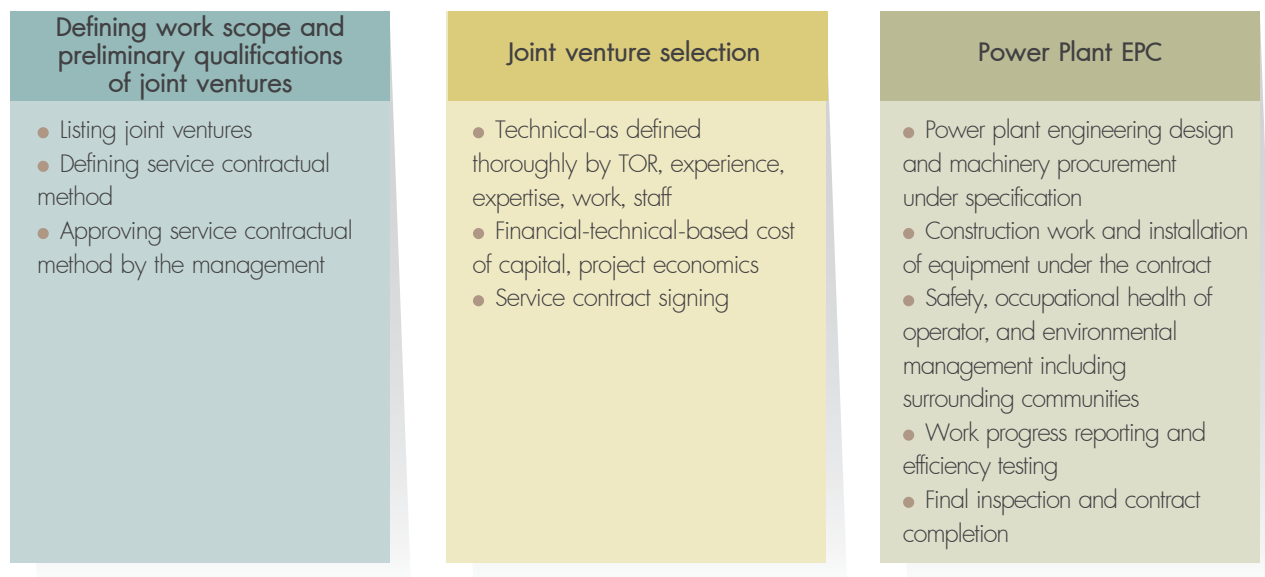 Defining work scope and
preliminary qualifications
of joint ventures
● Listing joint ventures
● Defining service contractual
method
● Approving service contractual
method by the management
Joint venture selection
● Technical-as defined
thoroughly by TOR, experience,
expertise, work, staff
● Financial-technical-based cost
of capital, project economics
● Service contract signing
Power Plant EPC
● Power plant engineering design
and machinery procurement
under specification
● Construction work and installation
of equipment under the contract
● Safety, occupational health of
operator, and environmental
management including
surrounding communities
● Work progress reporting and
efficiency testing
● Final inspection and contract
completion